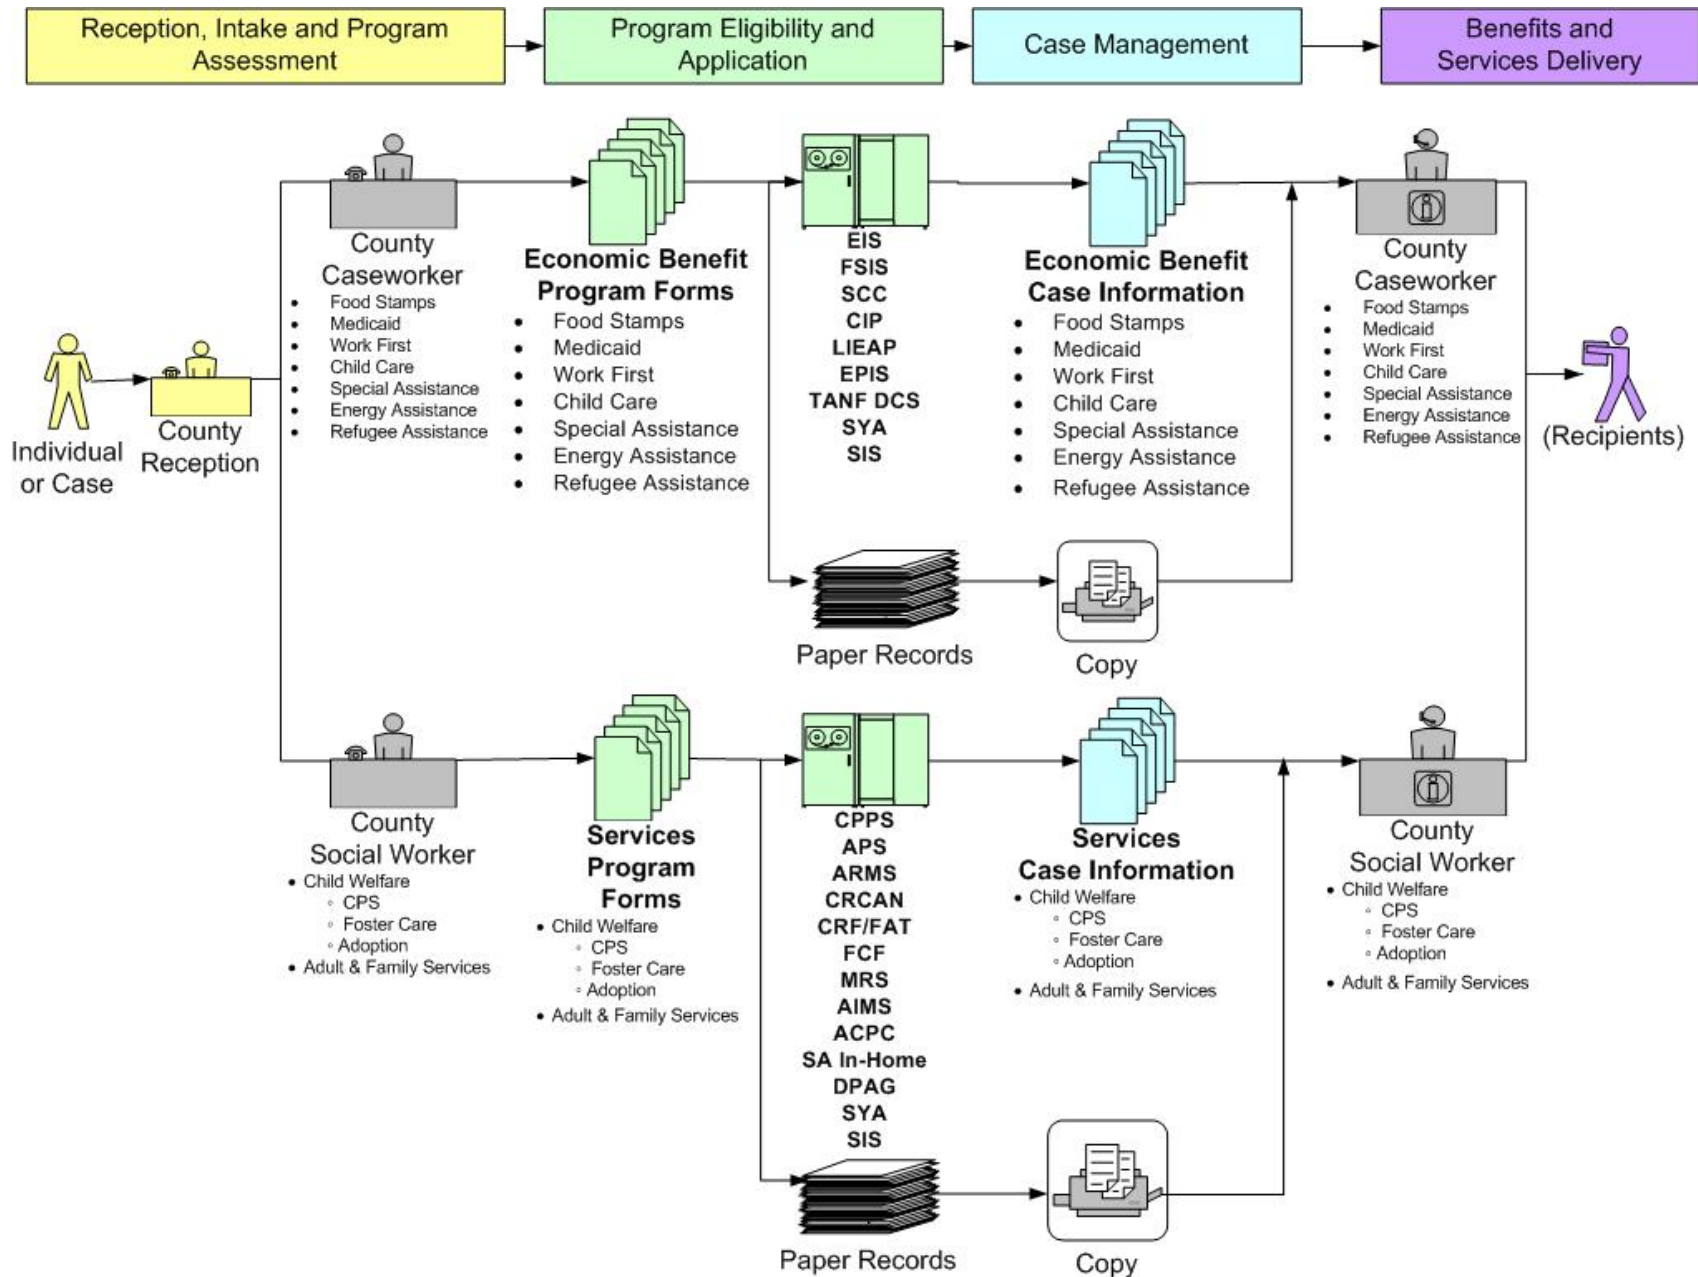 Reception, Intake and Program
Assessment
Program Eligibility and
Application
Case Management
Benefits and
Services Delivery
Individual
or Case
County
Reception
County
Caseworker
• Food Stamps
• Medicaid
• Work First
• Child Care
• Special Assistance
• Energy Assistance
• Refugee Assistance
Economic Benefit
Program Forms
• Food Stamps
• Medicaid
• Work First
• Child Care
• Special Assistance
• Energy Assistance
• Refugee Assistance
EIS
FSIS
SCC
CIP
LIEAP
EPIS
TANF DCS
SYA
SIS
Economic Benefit
Case Information
• Food Stamps
• Medicaid
• Work First
• Child Care
• Special Assistance
• Energy Assistance
• Refugee Assistance
County
Caseworker
• Food Stamps
• Medicaid
• Work First
• Child Care
• Special Assistance
• Energy Assistance
• Refugee Assistance
(Recipients)
Paper Records
Copy
County
Social Worker
• Child Welfare
◦ CPS
◦ Foster Care
◦ Adoption
• Adult & Family Services
Services
Program
Forms
• Child Welfare
◦ CPS
◦ Foster Care
◦ Adoption
• Adult & Family Services
CPPS
APS
ARMS
CRCAN
CRF/FAT
FCF
MRS
AIMS
ACPC
SA In-Home
DPAG
SYA
SIS
Services
Case Information
• Child Welfare
◦ CPS
◦ Foster Care
◦ Adoption
• Adult & Family Services
County
Social Worker
• Child Welfare
◦ CPS
◦ Foster Care
◦ Adoption
• Adult & Family Services
Paper Records
Copy